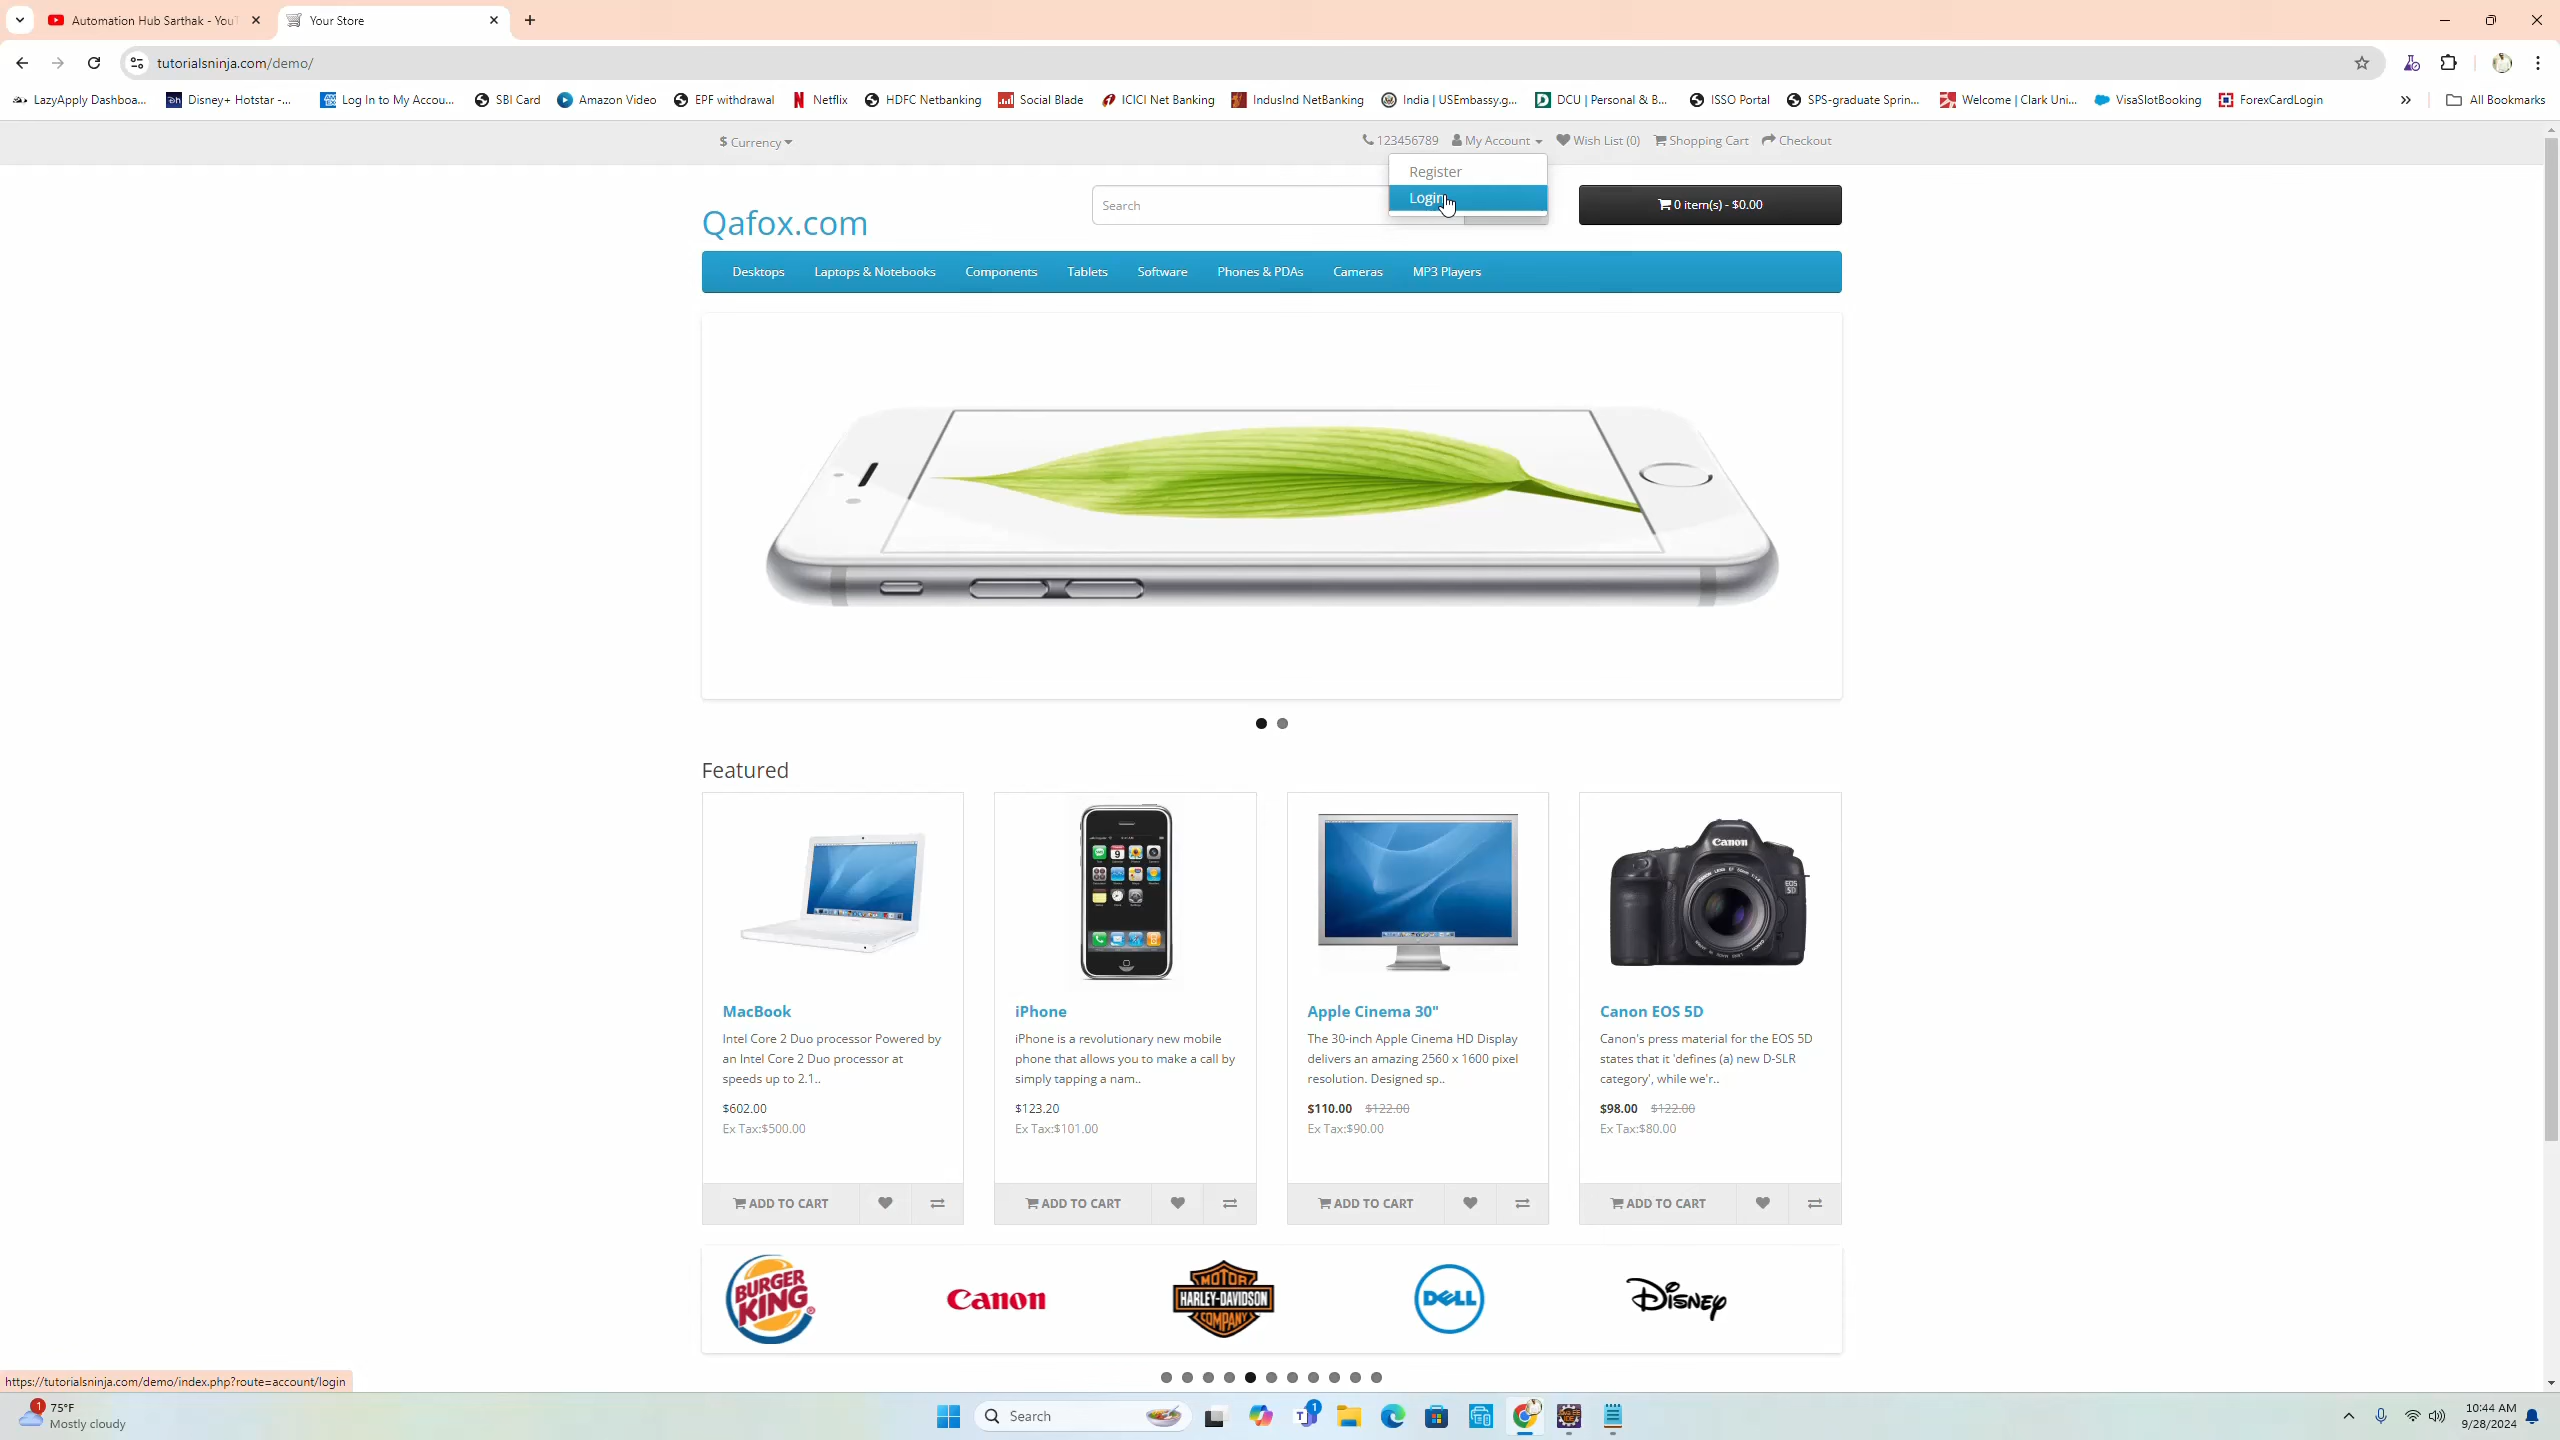 Automation Hub Sarthak - YouT
Your Store
tutorialsninja.com/demo/
LazyApply Dashboa...
Disney+ Hotstar -...
Log In to My Accou...
SBI Card
Amazon Video
EPF withdrawal
Netflix
HDFC Netbanking
Social Blade
ICICI Net Banking
IndusInd NetBanking
India | USEmbassy.g...
DCU | Personal & B...
ISSO Portal
SPS-graduate Sprin...
Welcome | Clark Uni...
VisaSlotBooking
ForexCardLogin
All Bookmarks
$ Currency
123456789
My Account
Wish List (0)
Shopping Cart
Checkout
Register
Login
Qafox.com
Search
0 item(s) - $0.00
Desktops
Laptops & Notebooks
Components
Tablets
Software
Phones & PDAs
Cameras
MP3 Players
Featured
Canon
EOS
5D
MacBook
Intel Core 2 Duo processor Powered by
an Intel Core 2 Duo processor at
speeds up to 2.1..
$602.00
Ex Tax:$500.00
ADD TO CART
iPhone
iPhone is a revolutionary new mobile
phone that allows you to make a call by
simply tapping a nam..
$123.20
Ex Tax:$101.00
ADD TO CART
Apple Cinema 30"
The 30-inch Apple Cinema HD Display
delivers an amazing 2560 x 1600 pixel
resolution. Designed sp..
$110.00 $122.00
Ex Tax:$90.00
ADD TO CART
Canon EOS 5D
Canon's press material for the EOS 5D
states that it 'defines (a) new D-SLR
category', while we'r..
$98.00 $122.00
Ex Tax:$80.00
ADD TO CART
BURGER
KING
Canon
MOTOR
HARLEY-DAVIDSON
COMPANY
DELL
Disney
https://tutorialsninja.com/demo/index.php?route=account/login
1
75°F
Mostly cloudy
Search
1
10:44 AM
9/28/2024